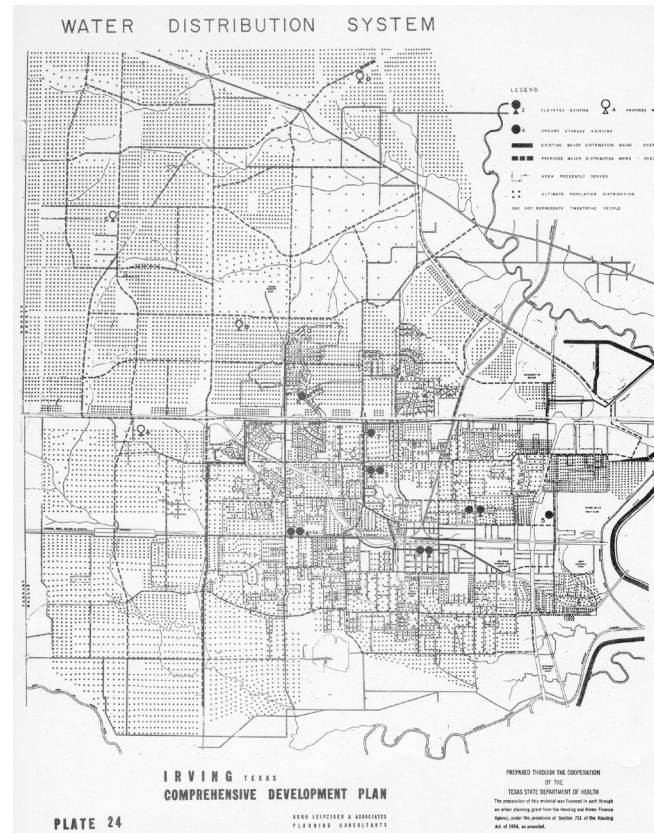 WATER DISTRIBUTION SYSTEM
LEGEND
ELEVATED EXISTING
A PROPOSED
GROUND STORAGE EXISTING
EXISTING MAJOR DISTRIBUTION MAINS - OVER
PROPOSED MAJOR DISTRIBUTION MAINS -
AREA PRESENTLY SERVED
ULTIMATE POPULATION DISTRIBUTION
ONE DOT REPRESENTS TWENTYFIVE PEOPLE
IRVING TEXAS
COMPREHENSIVE DEVELOPMENT PLAN
HUGO LEIPZIGER & ASSOCIATES
PLANNING CONSULTANTS
PLATE 24
PREPARED THROUGH THE COOPERATION
OF THE
TEXAS STATE DEPARTMENT OF HEALTH
The preparation of this material was financed in part through
an urban planning grant from the Housing and Home Finance
Agency, under the provisions of Section 701 of the Housing
Act of 1954, as amended.